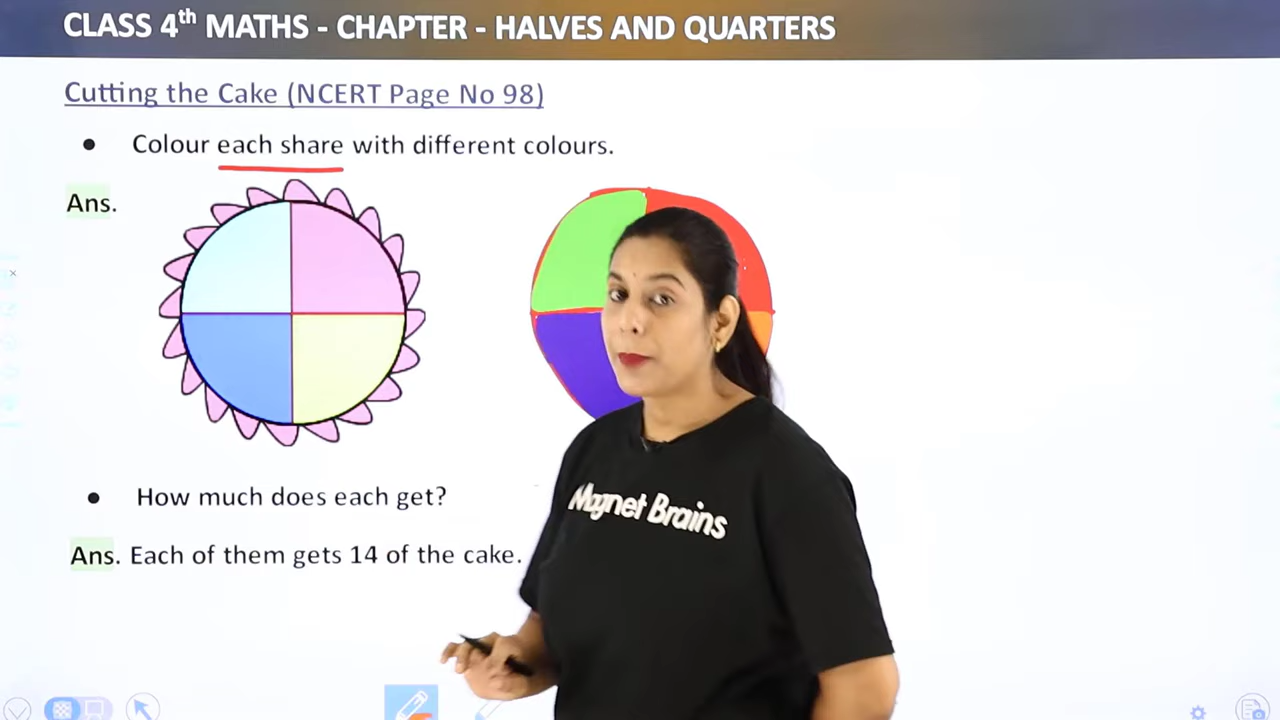 CLASS 4th MATHS - CHAPTER - HALVES AND QUARTERS
Cutting the Cake (NCERT Page No 98)
• Colour each share with different colours.
Ans.
• How much does each get?
Ans. Each of them gets 14 of the cake.
Magnet Brains